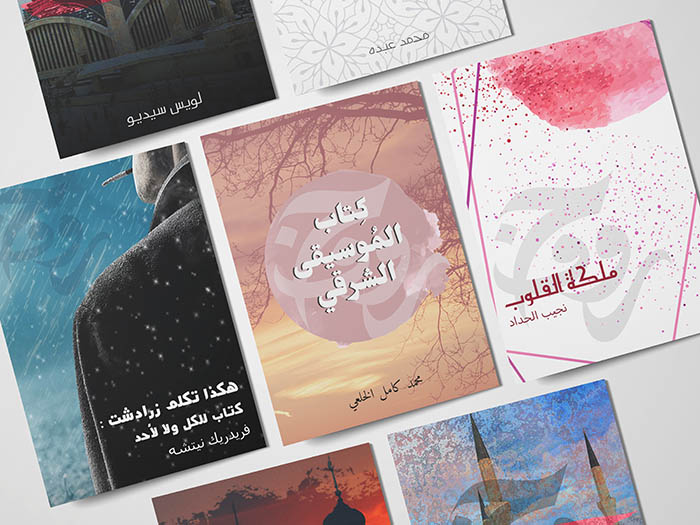 لويس سيديو
محمد عبده
كتاب
الموسيقى
الشرقي
محمد كامل الخلعي
ملكة القلوب
نجيب الحداد
هكذا تكلم زرادشت :
كتاب للكل ولا لأحد
فريدريك نيتشه